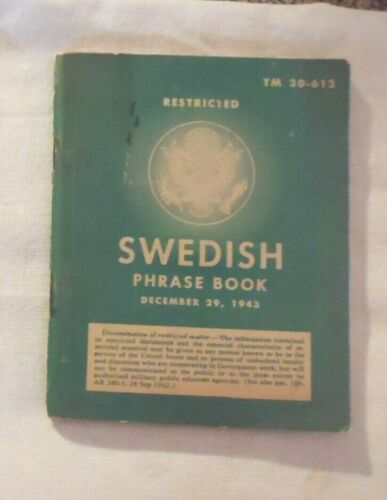 TM 30-612
RESTRICTED
SWEDISH
PHRASE BOOK
DECEMBER 29, 1943
Dissemination of restricted matter.—The information contained
in restricted documents and the essential characteristics of re-
stricted material may be given to any person known to be in the
service of the United States and to persons of undoubted loyalty
and discretion who are cooperating in Government work, but will
not be communicated to the public or to the press except by
authorized military public relations agencies. (See also par. 18b,
AR 380-5, 28 Sep 1942.)